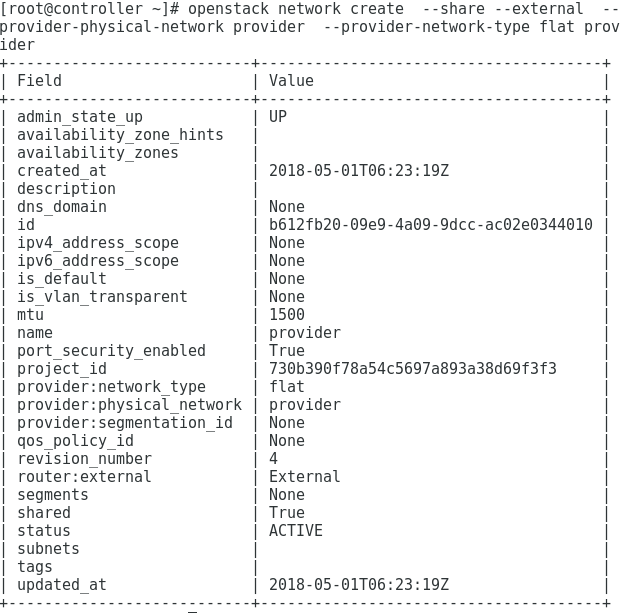 [root@controller ~]# openstack network create  --share --external  --
provider-physical-network provider  --provider-network-type flat prov
ider
+---------------------------+--------------------------------------+
| Field                     | Value                                |
+---------------------------+--------------------------------------+
| admin_state_up            | UP                                   |
| availability_zone_hints   |                                      |
| availability_zones        |                                      |
| created_at                | 2018-05-01T06:23:19Z                 |
| description               |                                      |
| dns_domain                | None                                 |
| id                        | b612fb20-09e9-4a09-9dcc-ac02e0344010 |
| ipv4_address_scope        | None                                 |
| ipv6_address_scope        | None                                 |
| is_default                | None                                 |
| is_vlan_transparent       | None                                 |
| mtu                       | 1500                                 |
| name                      | provider                             |
| port_security_enabled     | True                                 |
| project_id                | 730b390f78a54c5697a893a38d69f3f3     |
| provider:network_type     | flat                                 |
| provider:physical_network | provider                             |
| provider:segmentation_id  | None                                 |
| qos_policy_id             | None                                 |
| revision_number           | 4                                    |
| router:external           | External                             |
| segments                  | None                                 |
| shared                    | True                                 |
| status                    | ACTIVE                               |
| subnets                   |                                      |
| tags                      |                                      |
| updated_at                | 2018-05-01T06:23:19Z                 |
+---------------------------+--------------------------------------+